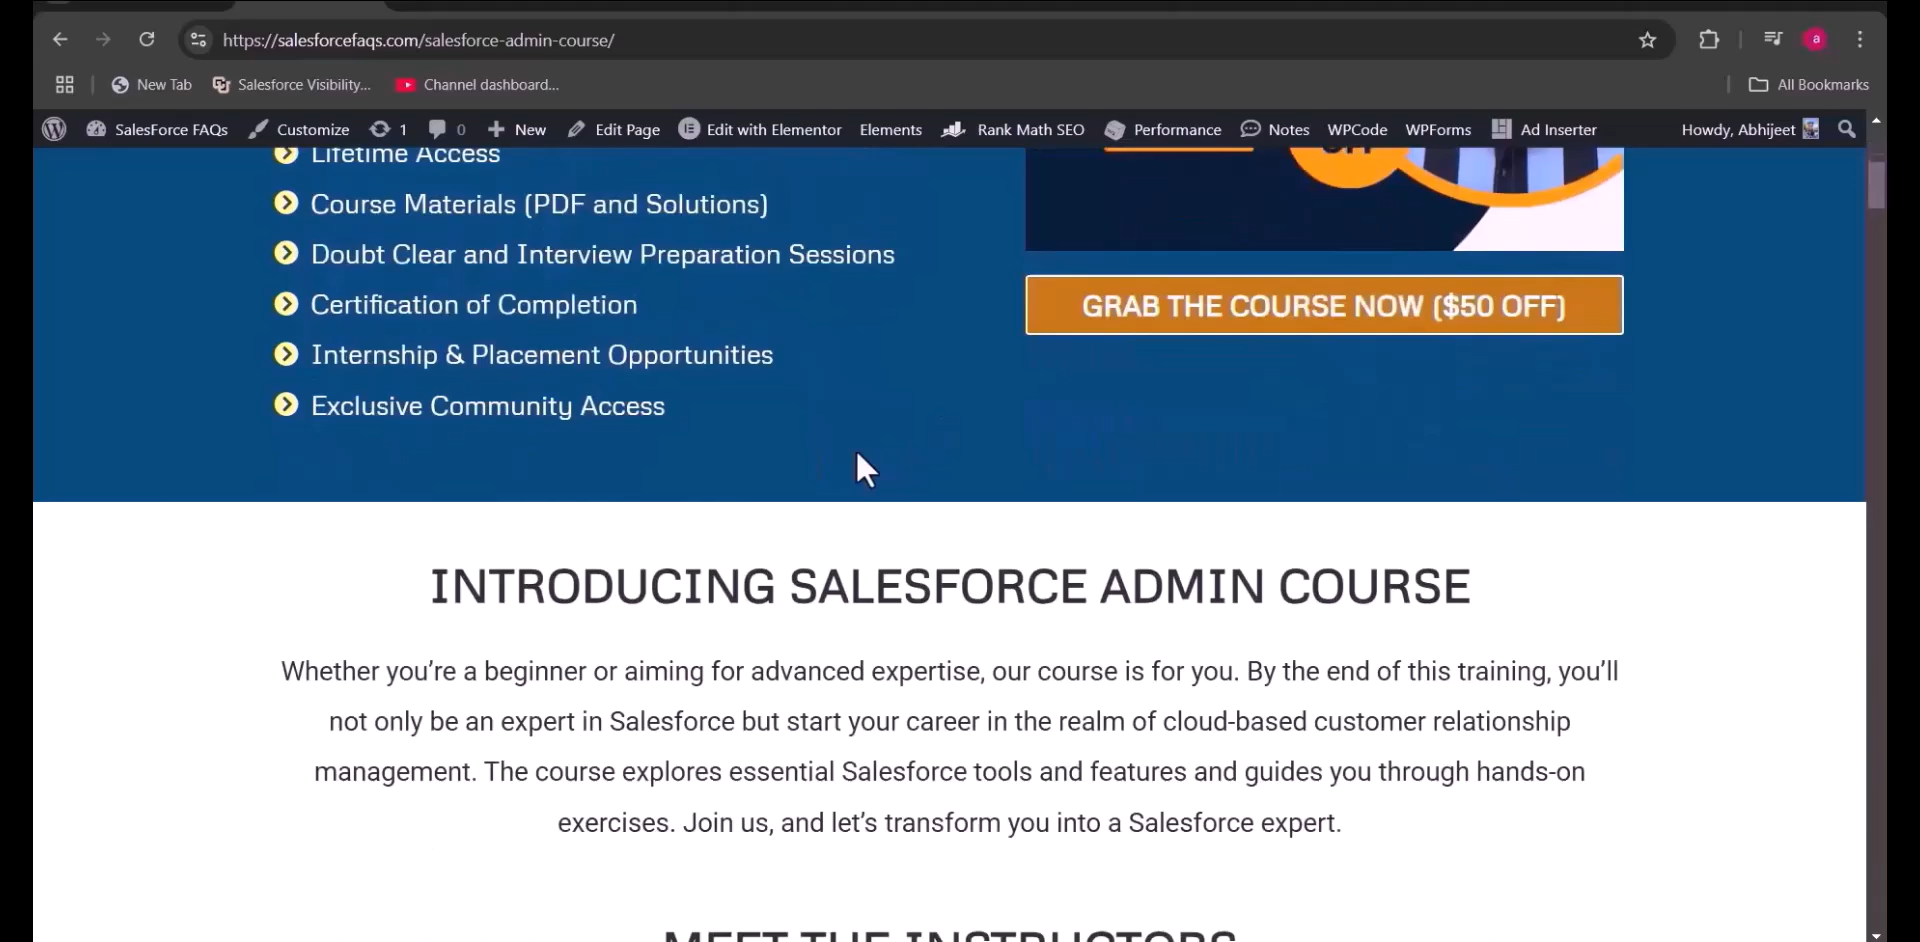 https://salesforcefaqs.com/salesforce-admin-course/
a
New Tab
Salesforce Visibility...
Channel dashboard...
All Bookmarks
SalesForce FAQs
Customize
1
0
New
Edit Page
Edit with Elementor
Elements
Rank Math SEO
Performance
Notes
WPCode
WPForms
Ad Inserter
Howdy, Abhijeet
Lifetime Access
Course Materials (PDF and Solutions)
Doubt Clear and Interview Preparation Sessions
Certification of Completion
Internship & Placement Opportunities
Exclusive Community Access
GRAB THE COURSE NOW ($50 OFF)
INTRODUCING SALESFORCE ADMIN COURSE
Whether you’re a beginner or aiming for advanced expertise, our course is for you. By the end of this training, you’ll
not only be an expert in Salesforce but start your career in the realm of cloud-based customer relationship
management. The course explores essential Salesforce tools and features and guides you through hands-on
exercises. Join us, and let’s transform you into a Salesforce expert.
MEET THE INSTRUCTORS